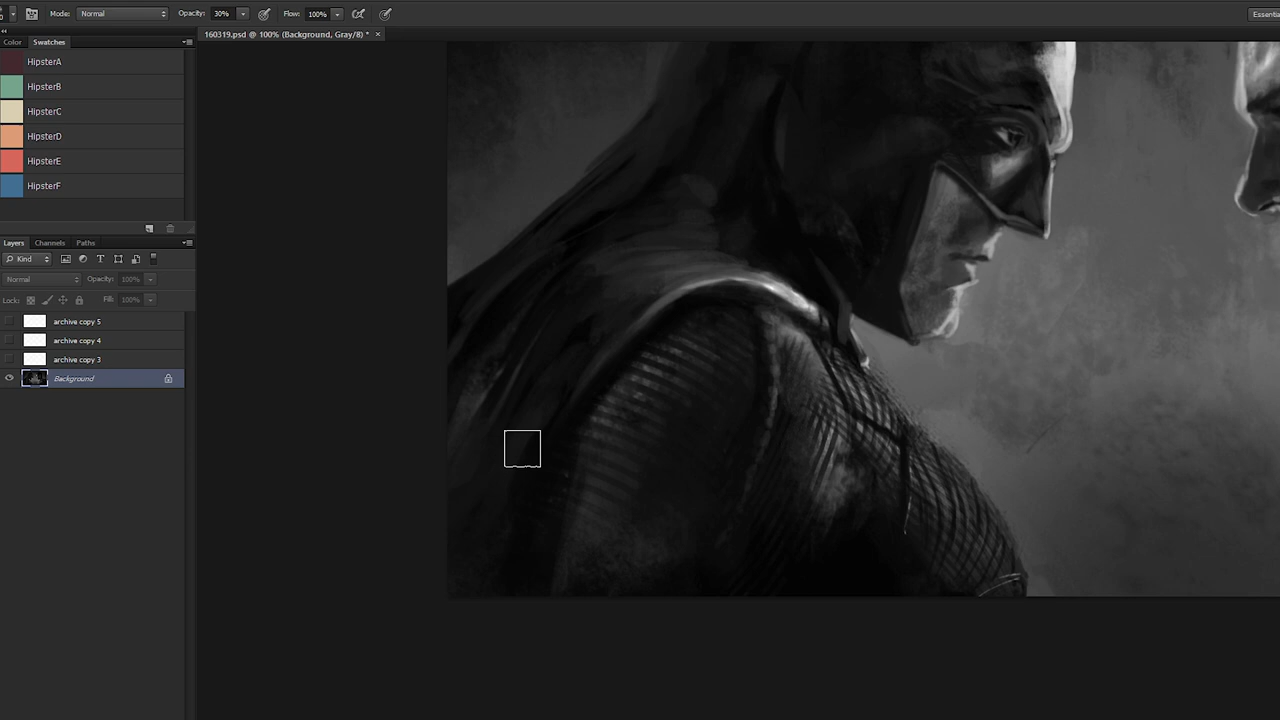 Mode: Normal Opacity: 30% Flow: 100% Essentia
160319.psd @ 100% (Background, Gray/8) * ×
Color Swatches
HipsterA
HipsterB
HipsterC
HipsterD
HipsterE
HipsterF
Layers Channels Paths
Kind
Normal Opacity: 100%
Lock: Fill: 100%
archive copy 5
archive copy 4
archive copy 3
Background